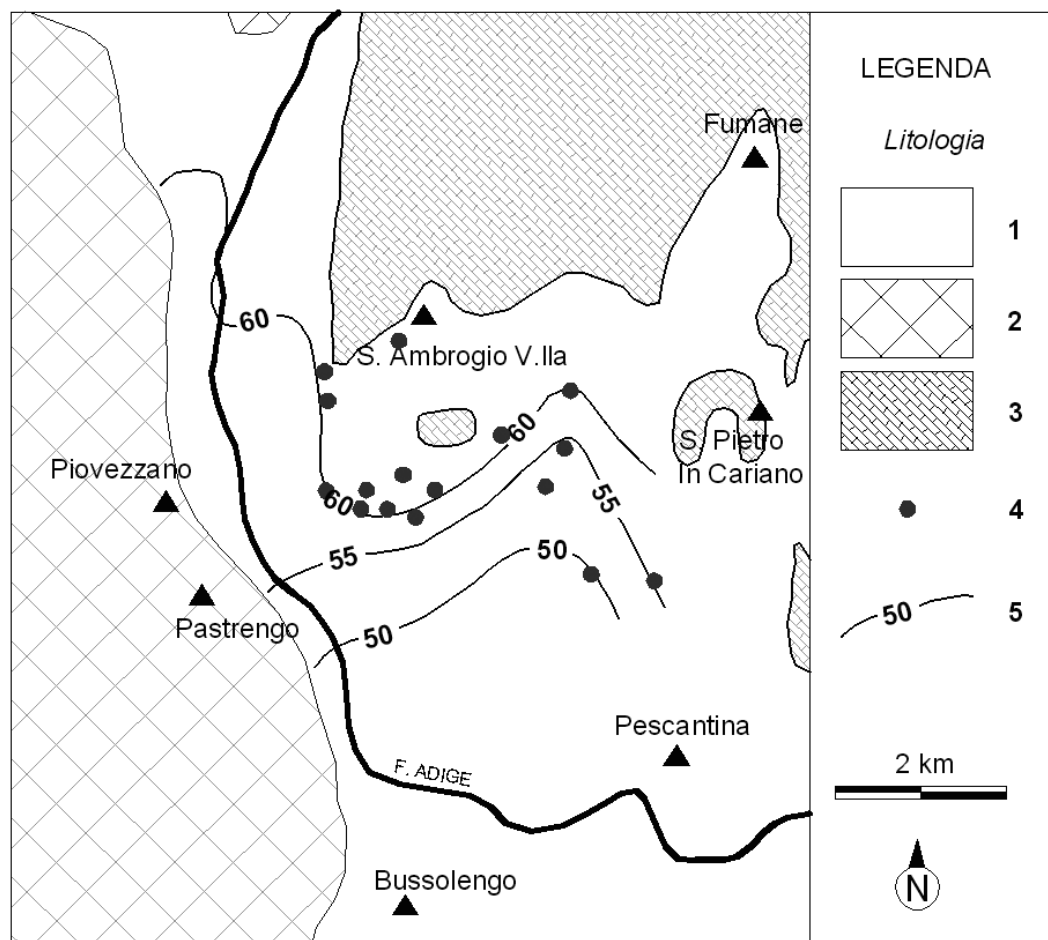 Fumane
60
S. Ambrogio V.lla
60
S. Pietro
In Cariano
Piovezzano
60
55
55
50
Pastrengo
50
Pescantina
F. ADIGE
Bussolengo
LEGENDA
Litologia
1
2
3
4
50
5
2 km
N